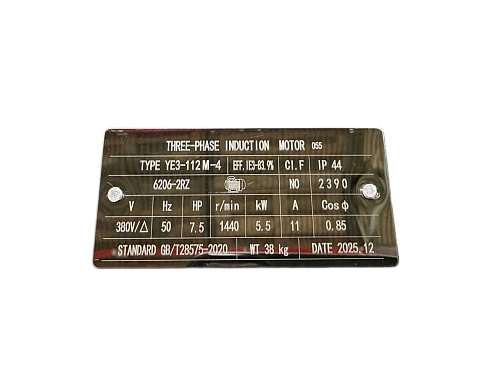 THREE-PHASE INDUCTION MOTOR 055
TYPE YE3-112M-4 EFF.IE3-83.9% Cl.F IP 44
6206-2RZ NO 2390
V Hz HP r/min kW A Cosφ
380V/△ 50 7.5 1440 5.5 11 0.85
STANDARD GB/T28575-2020 WT 38 kg DATE 2025.12